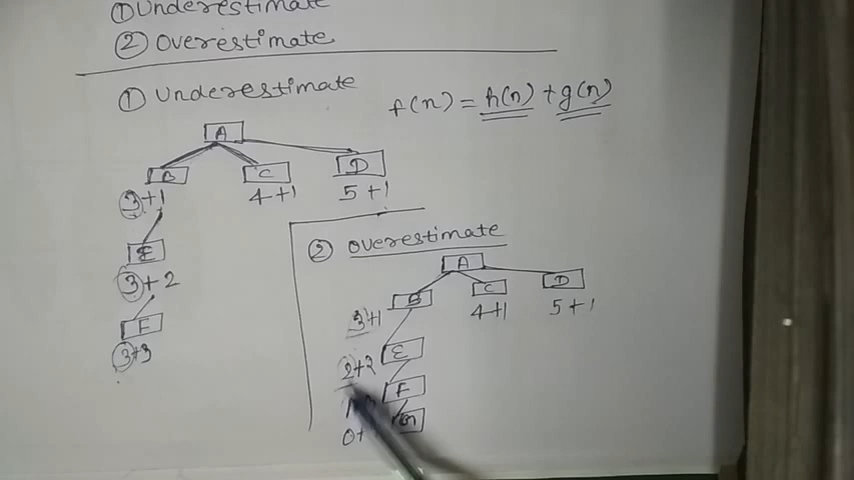 ① Underestimate
② Overestimate
① Underestimate
f(n) = h(n) + g(n)
A
B C D
3+1 4+1 5+1
E
3+2
F
3+3
② Overestimate
A
B C D
3+1 4+1 5+1
E
2+2
F
0+